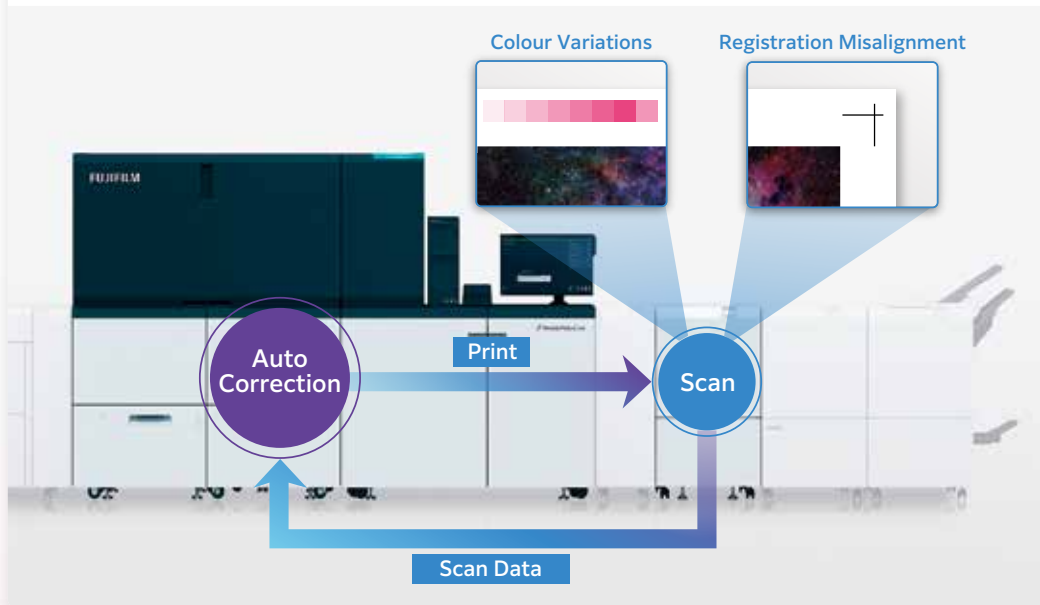 Colour Variations
Registration Misalignment
FUJIFILM
Print
Auto
Correction
Scan
Scan Data